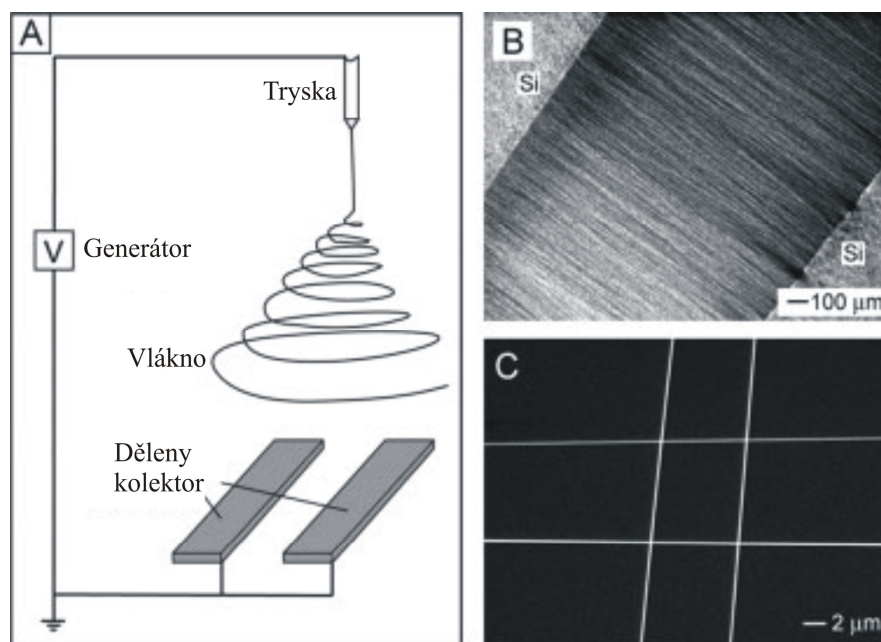 A
Tryska
V
Generátor
Vlákno
Děleny
kolektor
B
Si
Si
100 μm
C
2 μm